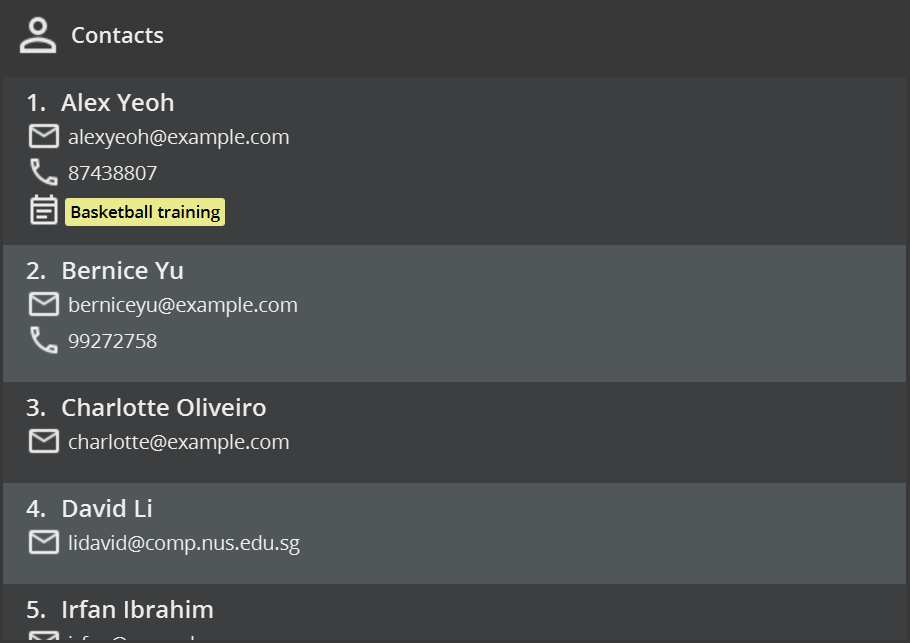 Contacts
1. Alex Yeoh
alexyeoh@example.com
87438807
Basketball training
2. Bernice Yu
berniceyu@example.com
99272758
3. Charlotte Oliveiro
charlotte@example.com
4. David Li
lidavid@comp.nus.edu.sg
5. Irfan Ibrahim